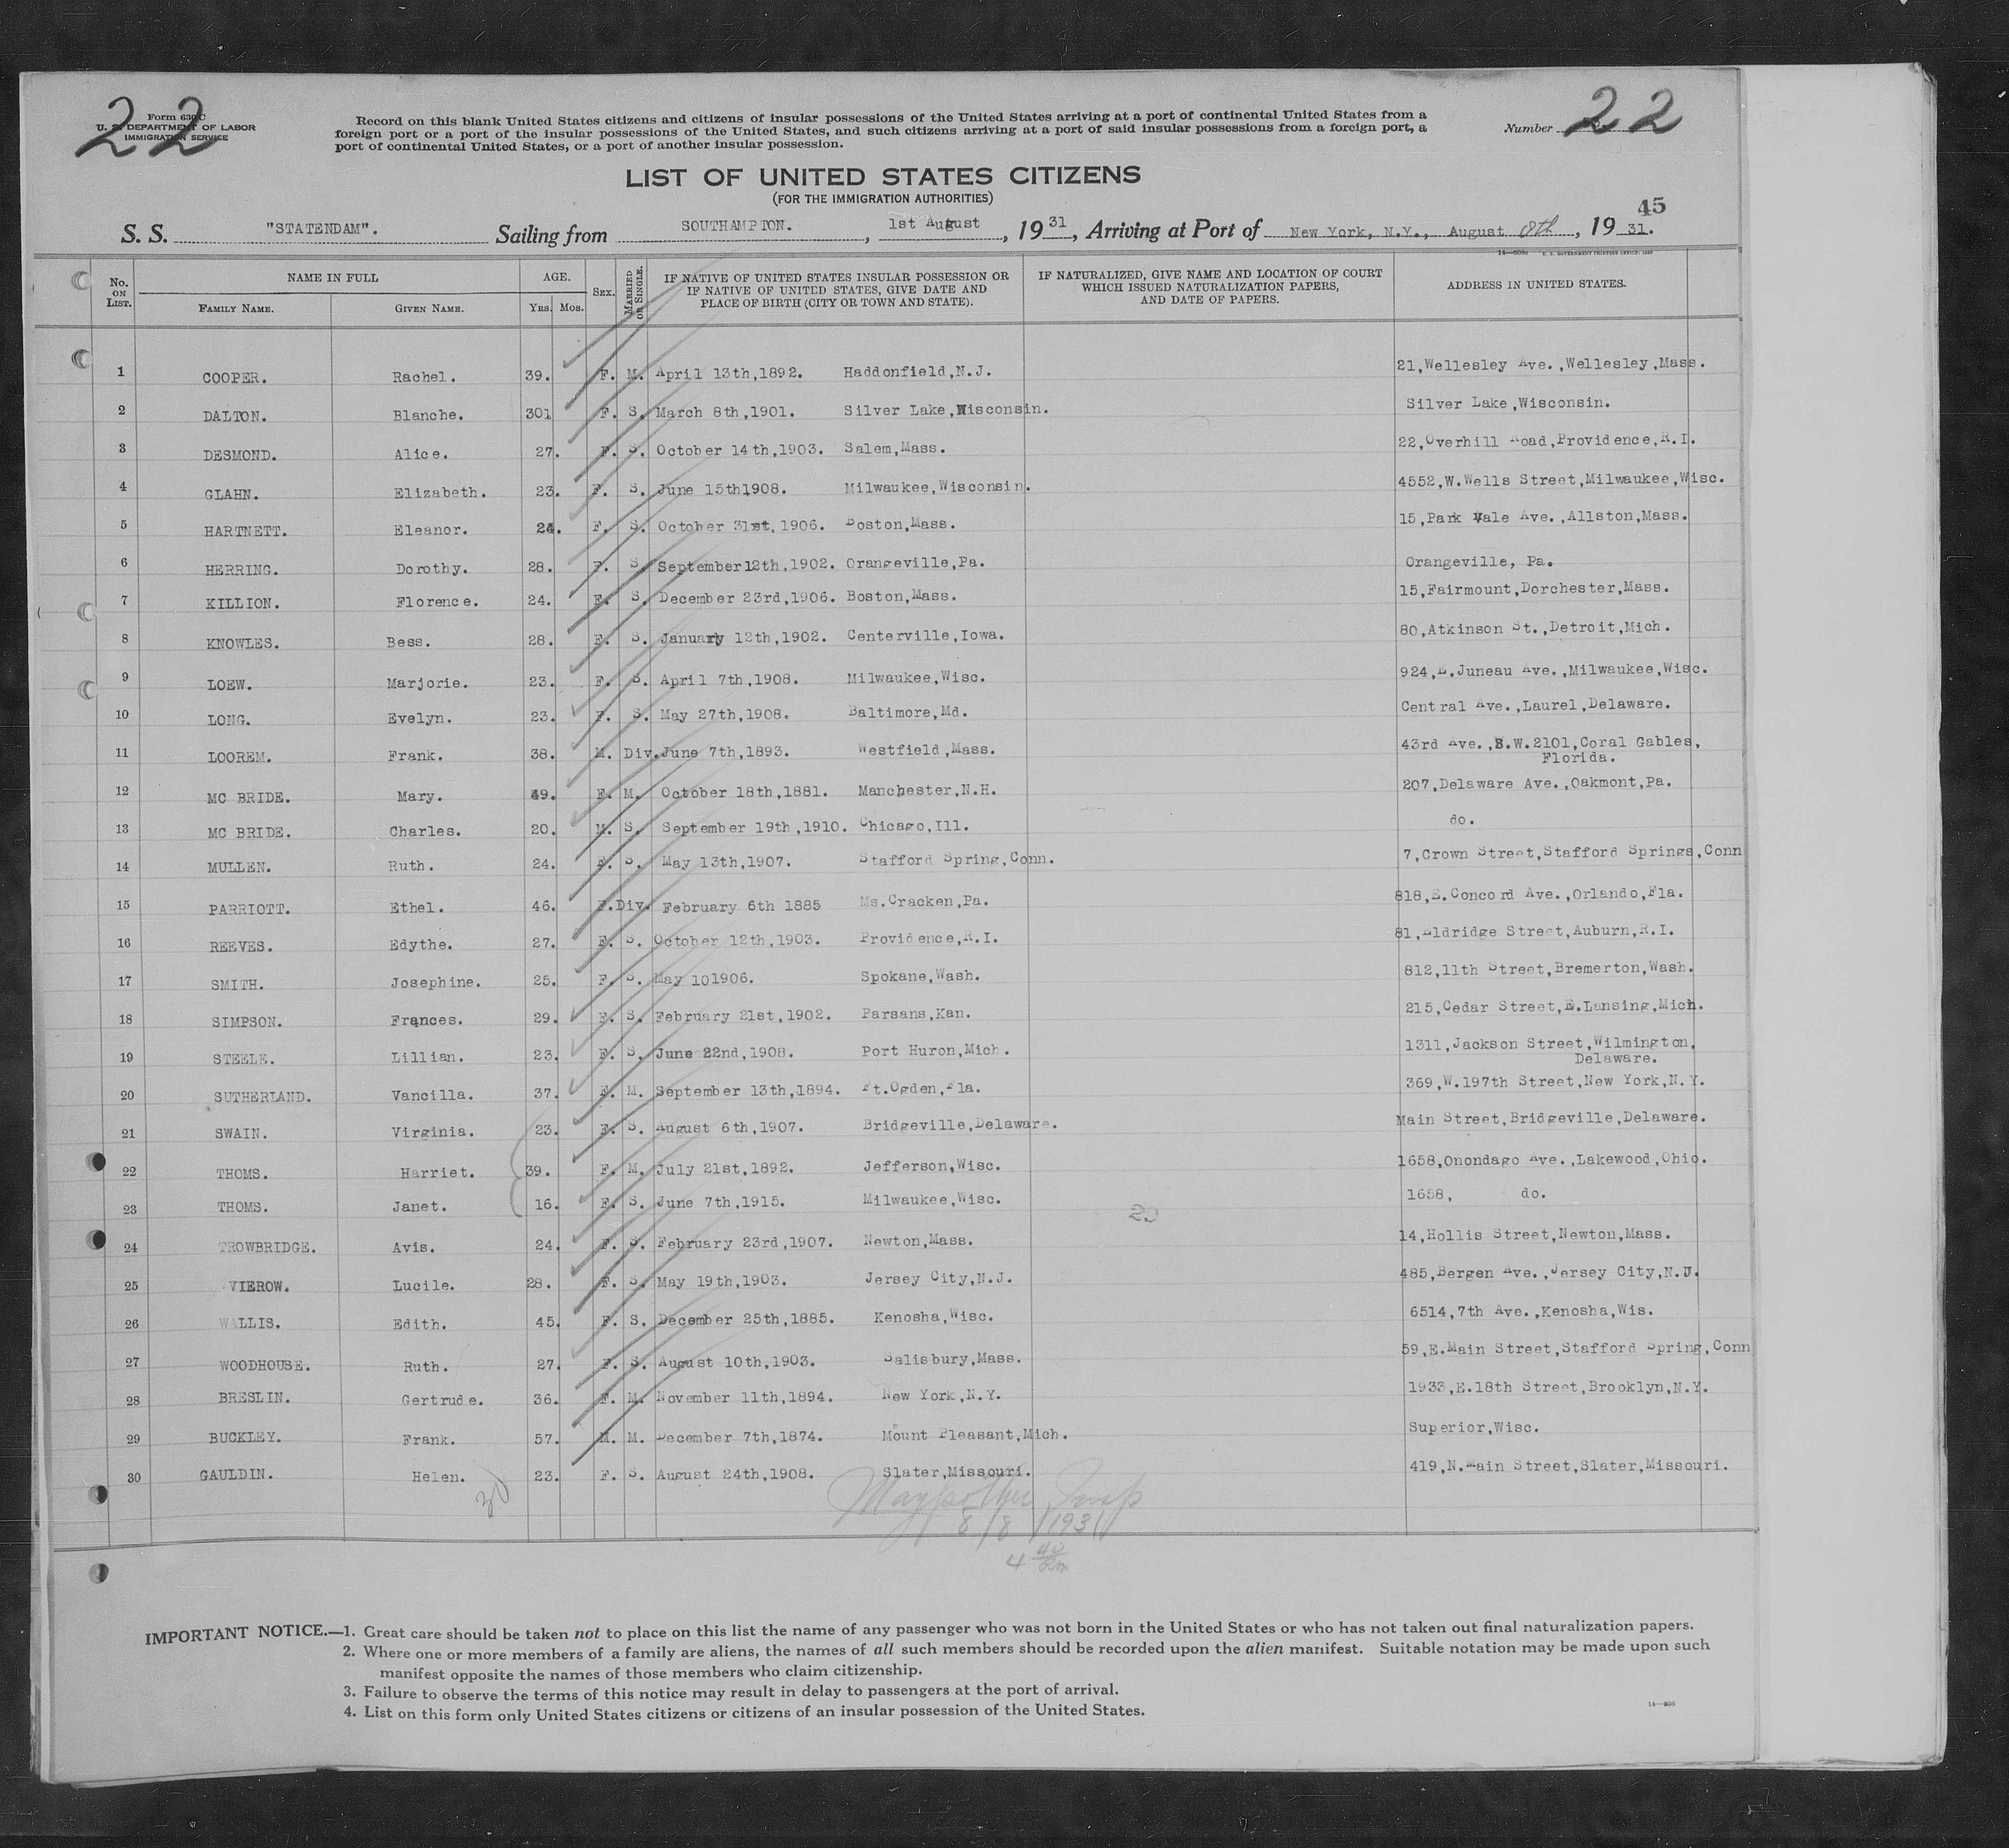 22
22
Form 630C
U. S. DEPARTMENT OF LABOR
IMMIGRATION SERVICE
Record on this blank United States citizens and citizens of insular possessions of the United States arriving at a port of continental United States from a
foreign port or a port of the insular possessions of the United States, and such citizens arriving at a port of said insular possessions from a foreign port, a
port of continental United States, or a port of another insular possession.
Number
LIST OF UNITED STATES CITIZENS
(FOR THE IMMIGRATION AUTHORITIES)
45
S. S. "STATENDAM". Sailing from SOUTHAMPTON. , 1st August , 19 31 , Arriving at Port of New York, N.Y., August 8th , 19 31.
No. ON LIST. NAME IN FULL FAMILY NAME. GIVEN NAME. AGE. YRS. MOS. SEX. MARRIED OR SINGLE. IF NATIVE OF UNITED STATES INSULAR POSSESSION OR IF NATIVE OF UNITED STATES, GIVE DATE AND PLACE OF BIRTH (CITY OR TOWN AND STATE). IF NATURALIZED, GIVE NAME AND LOCATION OF COURT WHICH ISSUED NATURALIZATION PAPERS, AND DATE OF PAPERS. ADDRESS IN UNITED STATES.
1 COOPER. Rachel. 39. F. M. April 13th,1892. Haddonfield,N.J. 21,Wellesley Ave.,Wellesley,Mass.
2 DALTON. Blanche. 301 F. S. March 8th,1901. Silver Lake,Wisconsin. Silver Lake,Wisconsin.
3 DESMOND. Alice. 27. F. S. October 14th,1903. Salem,Mass. 22,Overhill Road,Providence,R.I.
4 GLAHN. Elizabeth. 23. F. S. June 15th1908. Milwaukee,Wisconsin. 4552,W.Wells Street,Milwaukee,Wisc.
5 HARTNETT. Eleanor. 24. F. S. October 31st,1906. Boston,Mass. 15,Park Vale Ave.,Allston,Mass.
6 HERRING. Dorothy. 28. F. S. September12th,1902. Orangeville,Pa. Orangeville, Pa.
7 KILLION. Florence. 24. F. S. December 23rd,1906. Boston,Mass. 15,Fairmount,Dorchester,Mass.
8 KNOWLES. Bess. 28. F. S. January 12th,1902. Centerville,Iowa. 80,Atkinson St.,Detroit,Mich.
9 LOEW. Marjorie. 23. F. S. April 7th,1908. Milwaukee,Wisc. 924,E.Juneau Ave.,Milwaukee,Wisc.
10 LONG. Evelyn. 23. F. S. May 27th,1908. Baltimore,Md. Central Ave.,Laurel,Delaware.
11 LOOREM. Frank. 38. M. Div. June 7th,1893. Westfield,Mass. 43rd Ave.,S.W.2101,Coral Gables,
Florida.
12 MC BRIDE. Mary. 49. F. M. October 18th,1881. Manchester,N.H. 207,Delaware Ave.,Oakmont,Pa.
13 MC BRIDE. Charles. 20. M. S. September 19th,1910. Chicago,Ill. do.
14 MULLEN. Ruth. 24. F. S. May 13th,1907. Stafford Spring,Conn. 7,Crown Street,Stafford Springs,Conn
15 PARRIOTT. Ethel. 46. F. Div. February 6th 1885 Ms.Cracken,Pa. 818,E.Concord Ave.,Orlando,Fla.
16 REEVES. Edythe. 27. F. S. October 12th,1903. Providence,R.I. 81,Eldridge Street,Auburn,R.I.
17 SMITH. Josephine. 25. F. S. May 101906. Spokane,Wash. 812,11th Street,Bremerton,Wash.
18 SIMPSON. Frances. 29. F. S. February 21st,1902. Parsans,Kan. 215,Cedar Street,E.Lansing,Mich.
19 STEELE. Lillian. 23. F. S. June 22nd,1908. Port Huron,Mich. 1311,Jackson Street,Wilmington,
Delaware.
20 SUTHERLAND. Vancilla. 37. F. M. September 13th,1894. Ft.Ogden,Fla. 369,W.197th Street,New York,N.Y.
21 SWAIN. Virginia. 23. F. S. August 6th,1907. Bridgeville,Delaware. Main Street,Bridgeville,Delaware.
22 THOMS. Harriet. 39. F. M. July 21st,1892. Jefferson,Wisc. 1658,Onondago Ave.,Lakewood,Ohio.
23 THOMS. Janet. 16. F. S. June 7th,1915. Milwaukee,Wisc. 1658, do.
24 TROWBRIDGE. Avis. 24. F. S. February 23rd,1907. Newton,Mass. 14,Hollis Street,Newton,Mass.
25 VIEROW. Lucile. 28. F. S. May 19th,1903. Jersey City,N.J. 485,Bergen Ave.,Jersey City,N.J.
26 WALLIS. Edith. 45. F. S. December 25th,1885. Kenosha,Wisc. 6514,7th Ave.,Kenosha,Wis.
27 WOODHOUSE. Ruth. 27. F. S. August 10th,1903. Salisbury,Mass. 59,E.Main Street,Stafford Spring,Conn
28 BRESLIN. Gertrude. 36. F. M. November 11th,1894. New York,N.Y. 1933,E.18th Street,Brooklyn,N.Y.
29 BUCKLEY. Frank. 57. M. M. December 7th,1874. Mount Pleasant,Mich. Superior,Wisc.
30 GAULDIN. Helen. 23. F. S. August 24th,1908. Slater,Missouri. 419,N.Main Street,Slater,Missouri.
30
8/8/1931
4 40
IMPORTANT NOTICE.—1. Great care should be taken not to place on this list the name of any passenger who was not born in the United States or who has not taken out final naturalization papers.
2. Where one or more members of a family are aliens, the names of all such members should be recorded upon the alien manifest. Suitable notation may be made upon such
manifest opposite the names of those members who claim citizenship.
3. Failure to observe the terms of this notice may result in delay to passengers at the port of arrival.
4. List on this form only United States citizens or citizens of an insular possession of the United States.